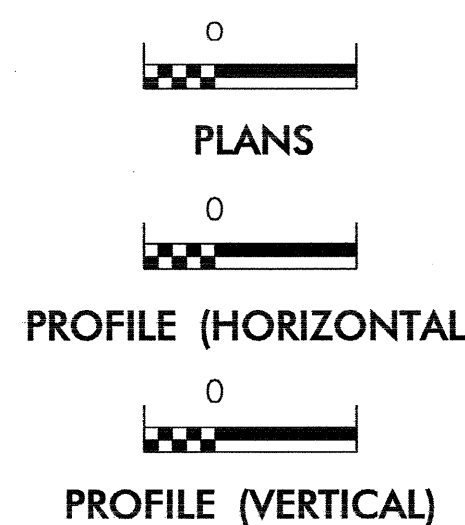 0
PLANS
0
PROFILE (HORIZONTAL
0
PROFILE (VERTICAL)